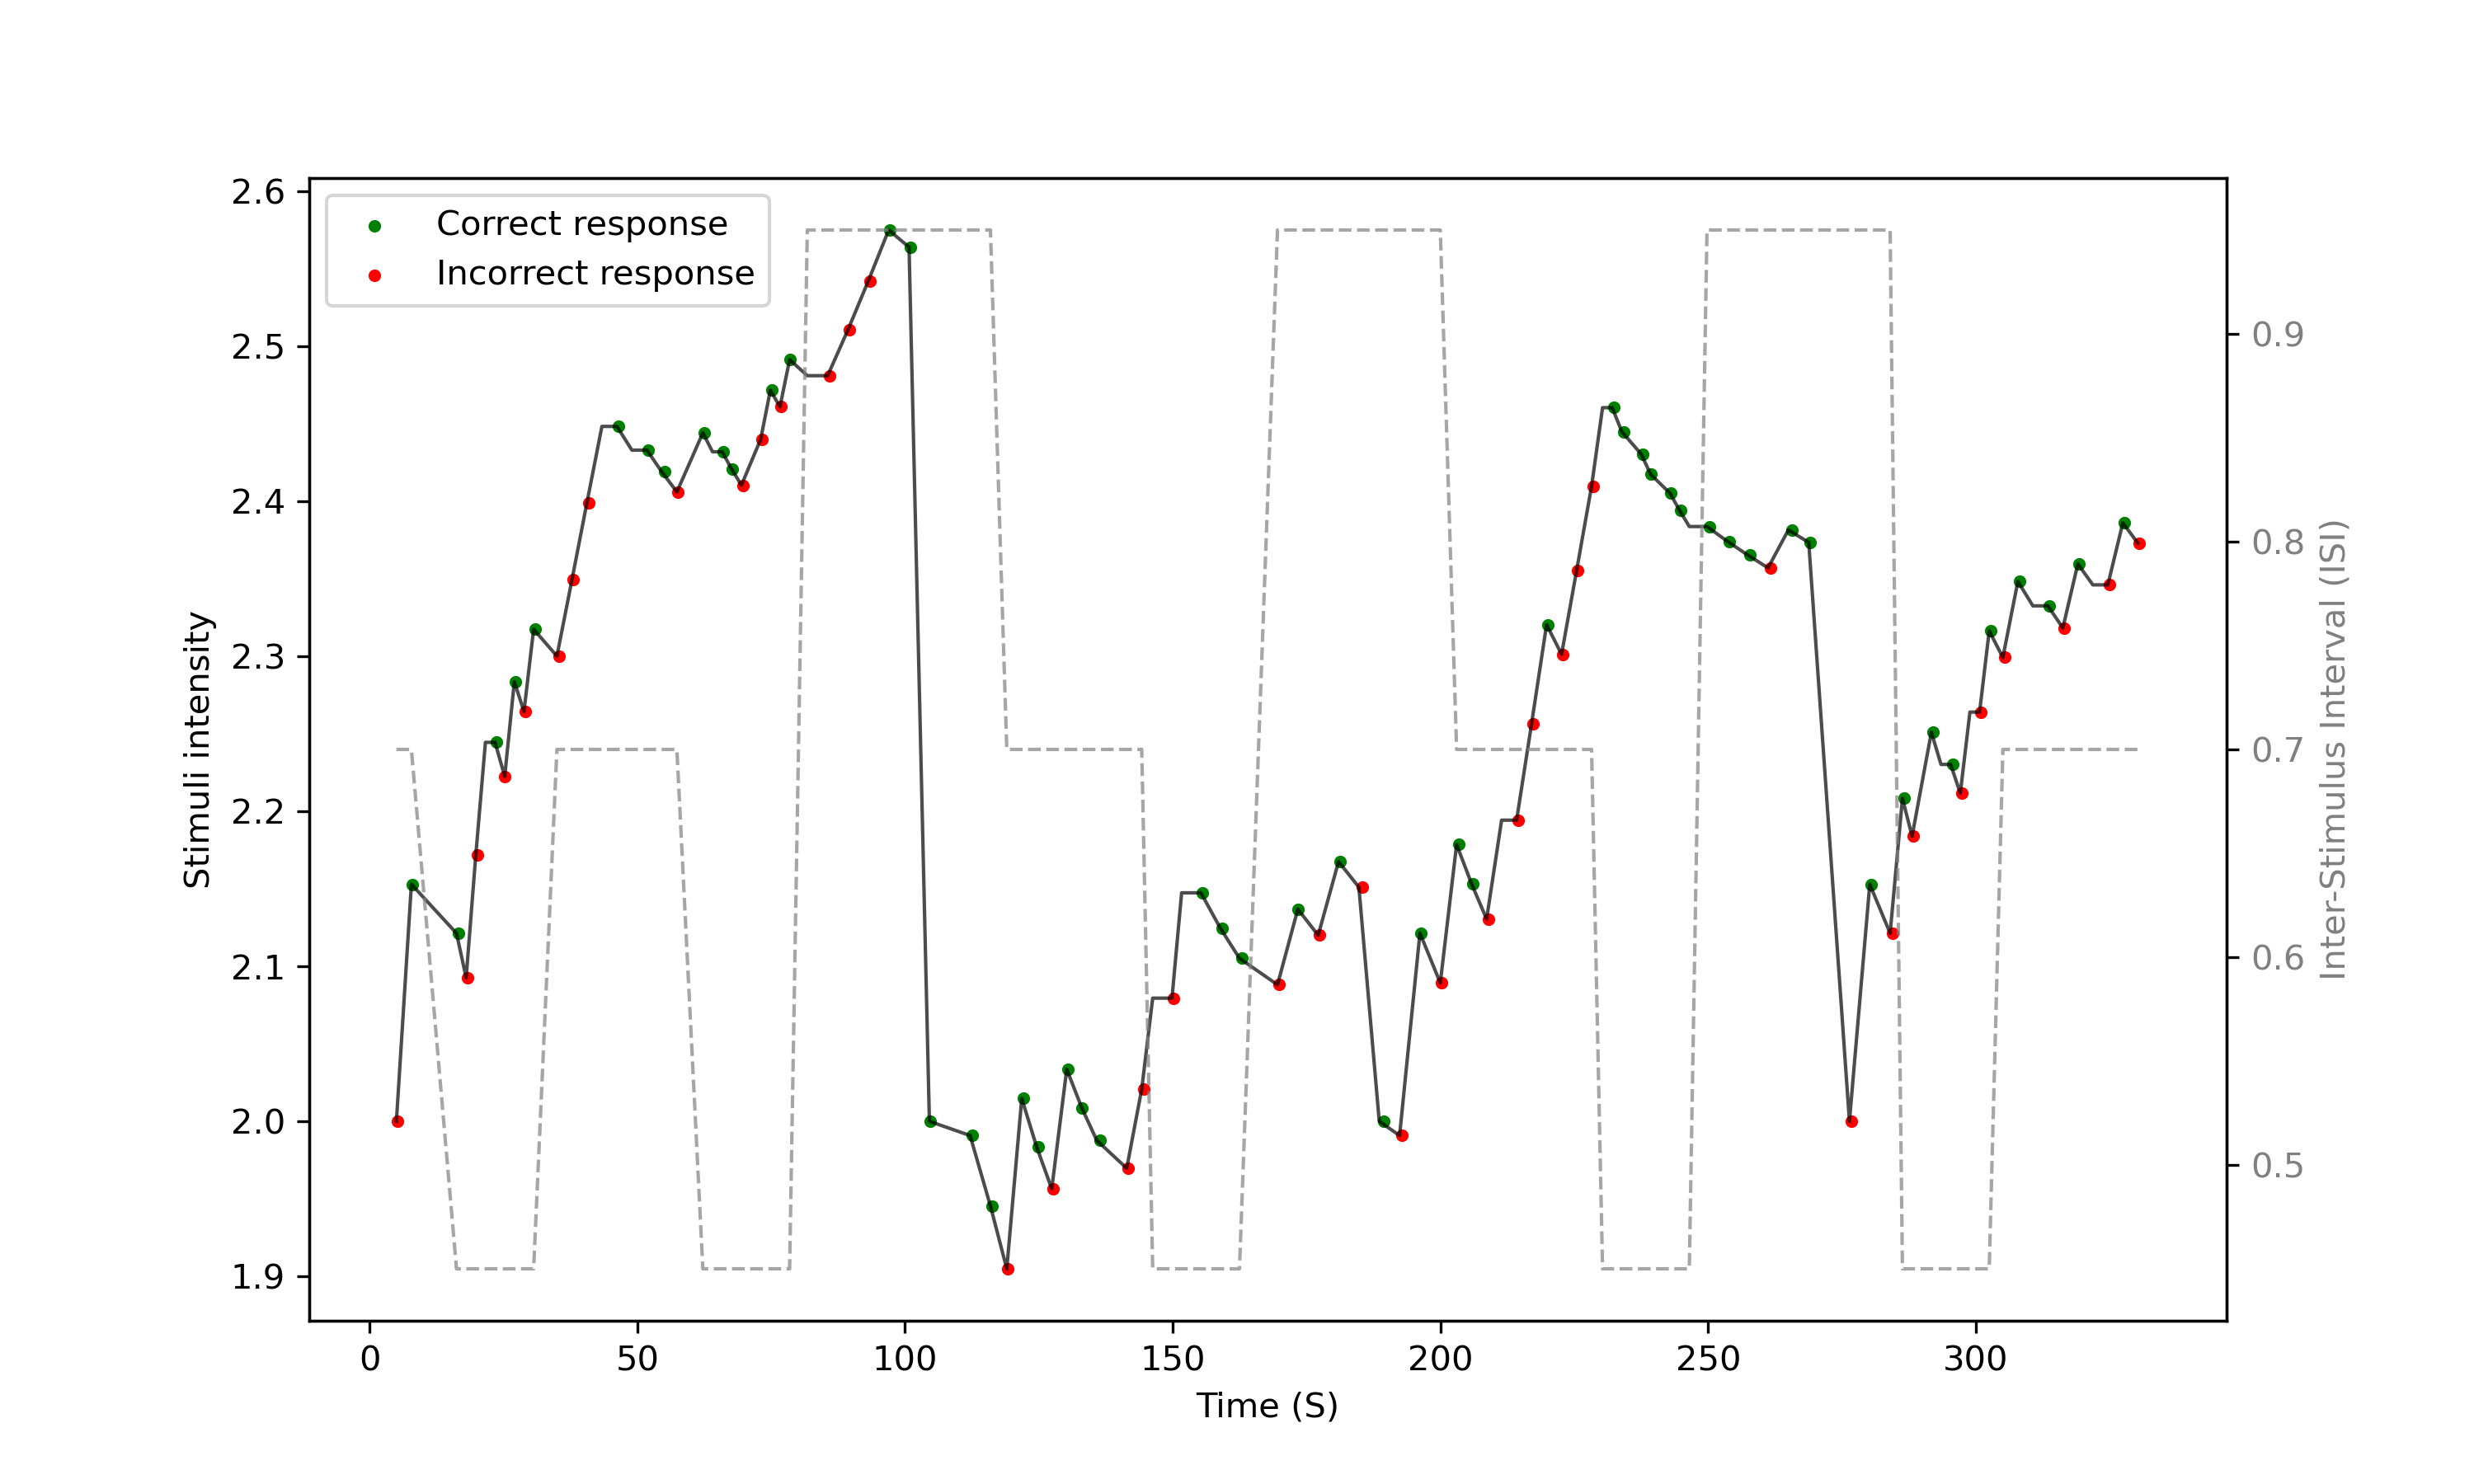 2.6
2.5
2.4
2.3
2.2
2.1
2.0
1.9
Stimuli intensity
Correct response
Incorrect response
0.9
0.8
0.7
0.6
0.5
Inter-Stimulus Interval (ISI)
0 50 100 150 200 250 300
Time (S)